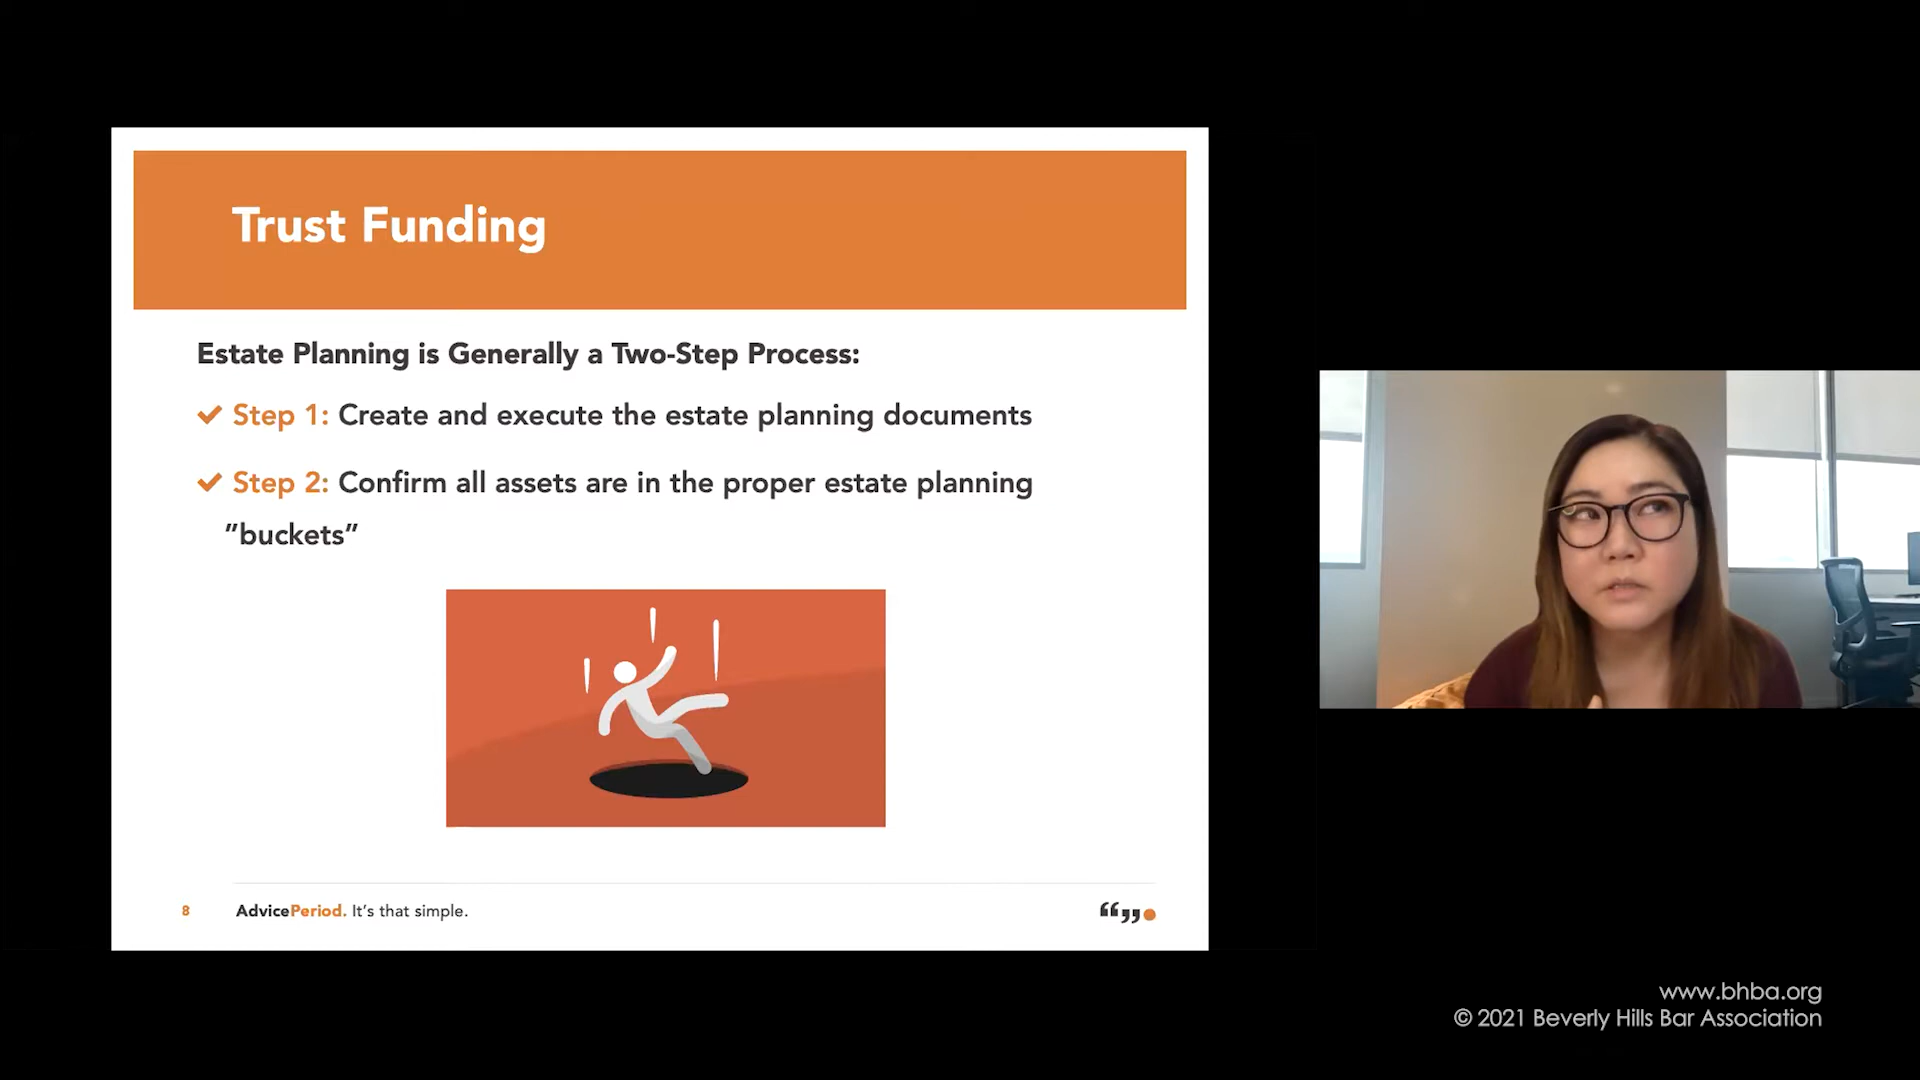 Trust Funding
Estate Planning is Generally a Two-Step Process:
Step 1: Create and execute the estate planning documents
Step 2: Confirm all assets are in the proper estate planning
”buckets”
8 AdvicePeriod. It’s that simple.
www.bhba.org
© 2021 Beverly Hills Bar Association